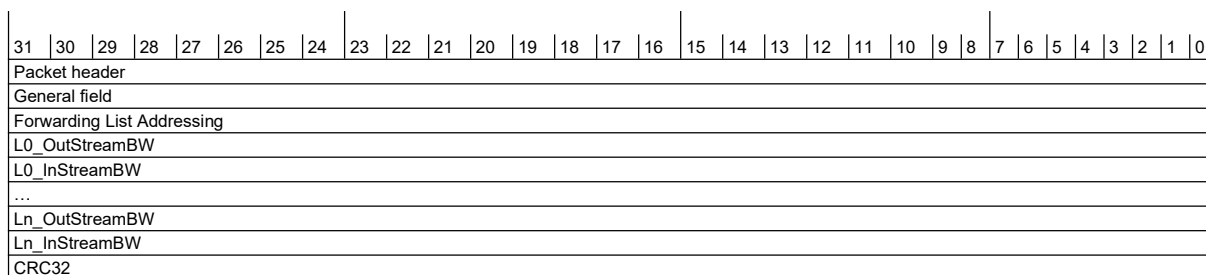 31 30 29 28 27 26 25 24 23 22 21 20 19 18 17 16 15 14 13 12 11 10 9 8 7 6 5 4 3 2 1 0
Packet header
General field
Forwarding List Addressing
L0_OutStreamBW
L0_InStreamBW
…
Ln_OutStreamBW
Ln_InStreamBW
CRC32